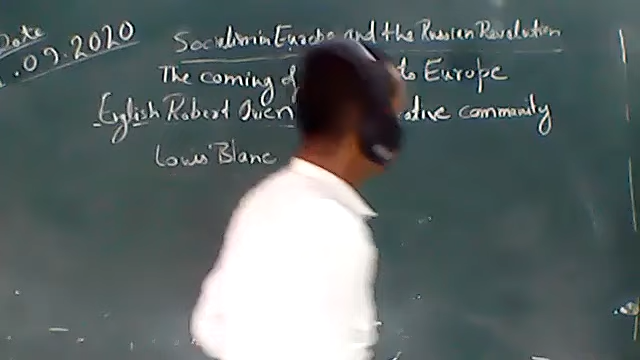 Date
.09.2020
Socialism in Europe and the Russian Revolution
The coming of to Europe
English Robert Owen ative community
Louis Blanc